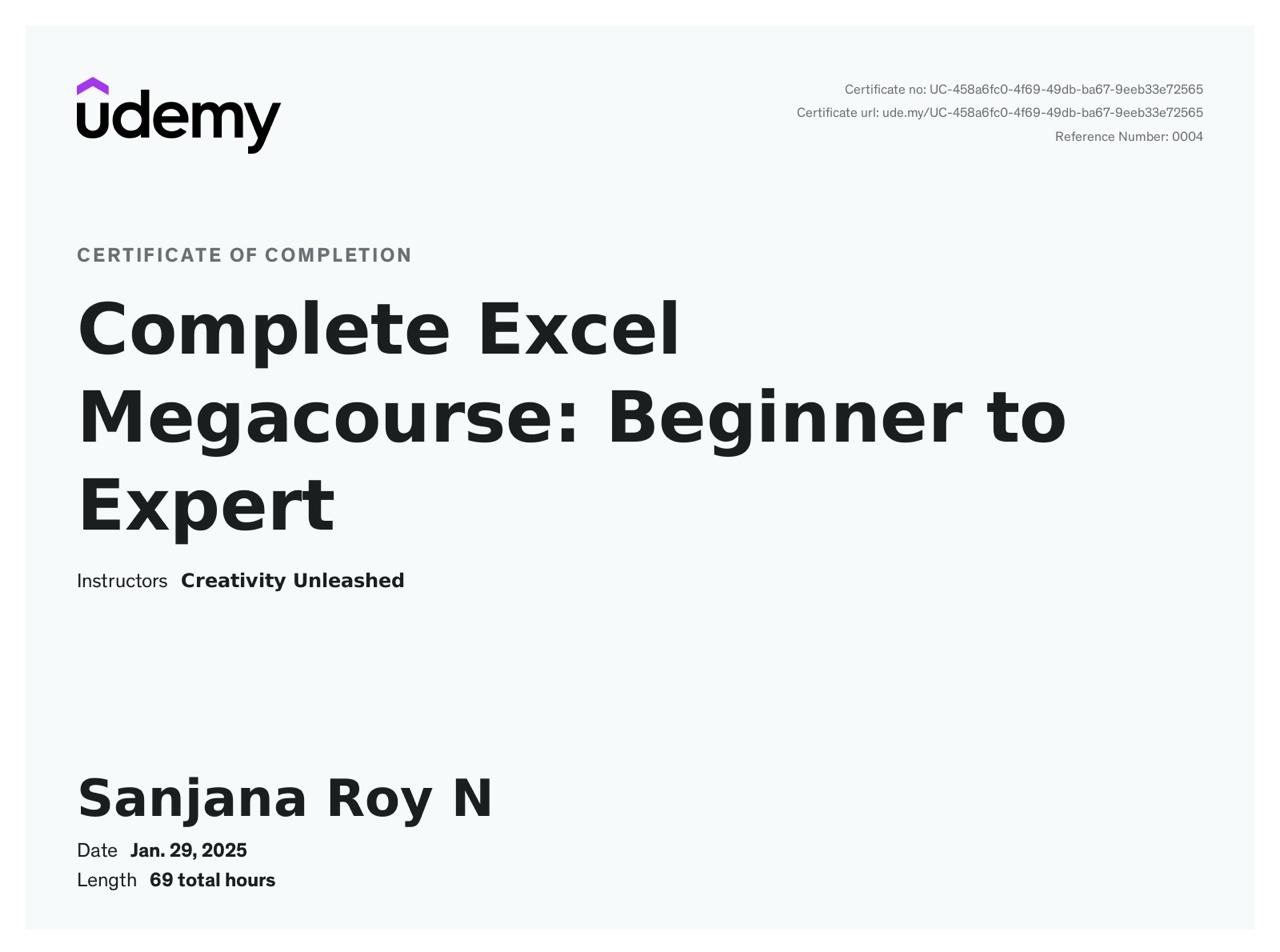 udemy
Certificate no: UC-458a6fc0-4f69-49db-ba67-9eeb33e72565
Certificate url: ude.my/UC-458a6fc0-4f69-49db-ba67-9eeb33e72565
Reference Number: 0004
CERTIFICATE OF COMPLETION
Complete Excel
Megacourse: Beginner to
Expert
Instructors Creativity Unleashed
Sanjana Roy N
Date Jan. 29, 2025
Length 69 total hours